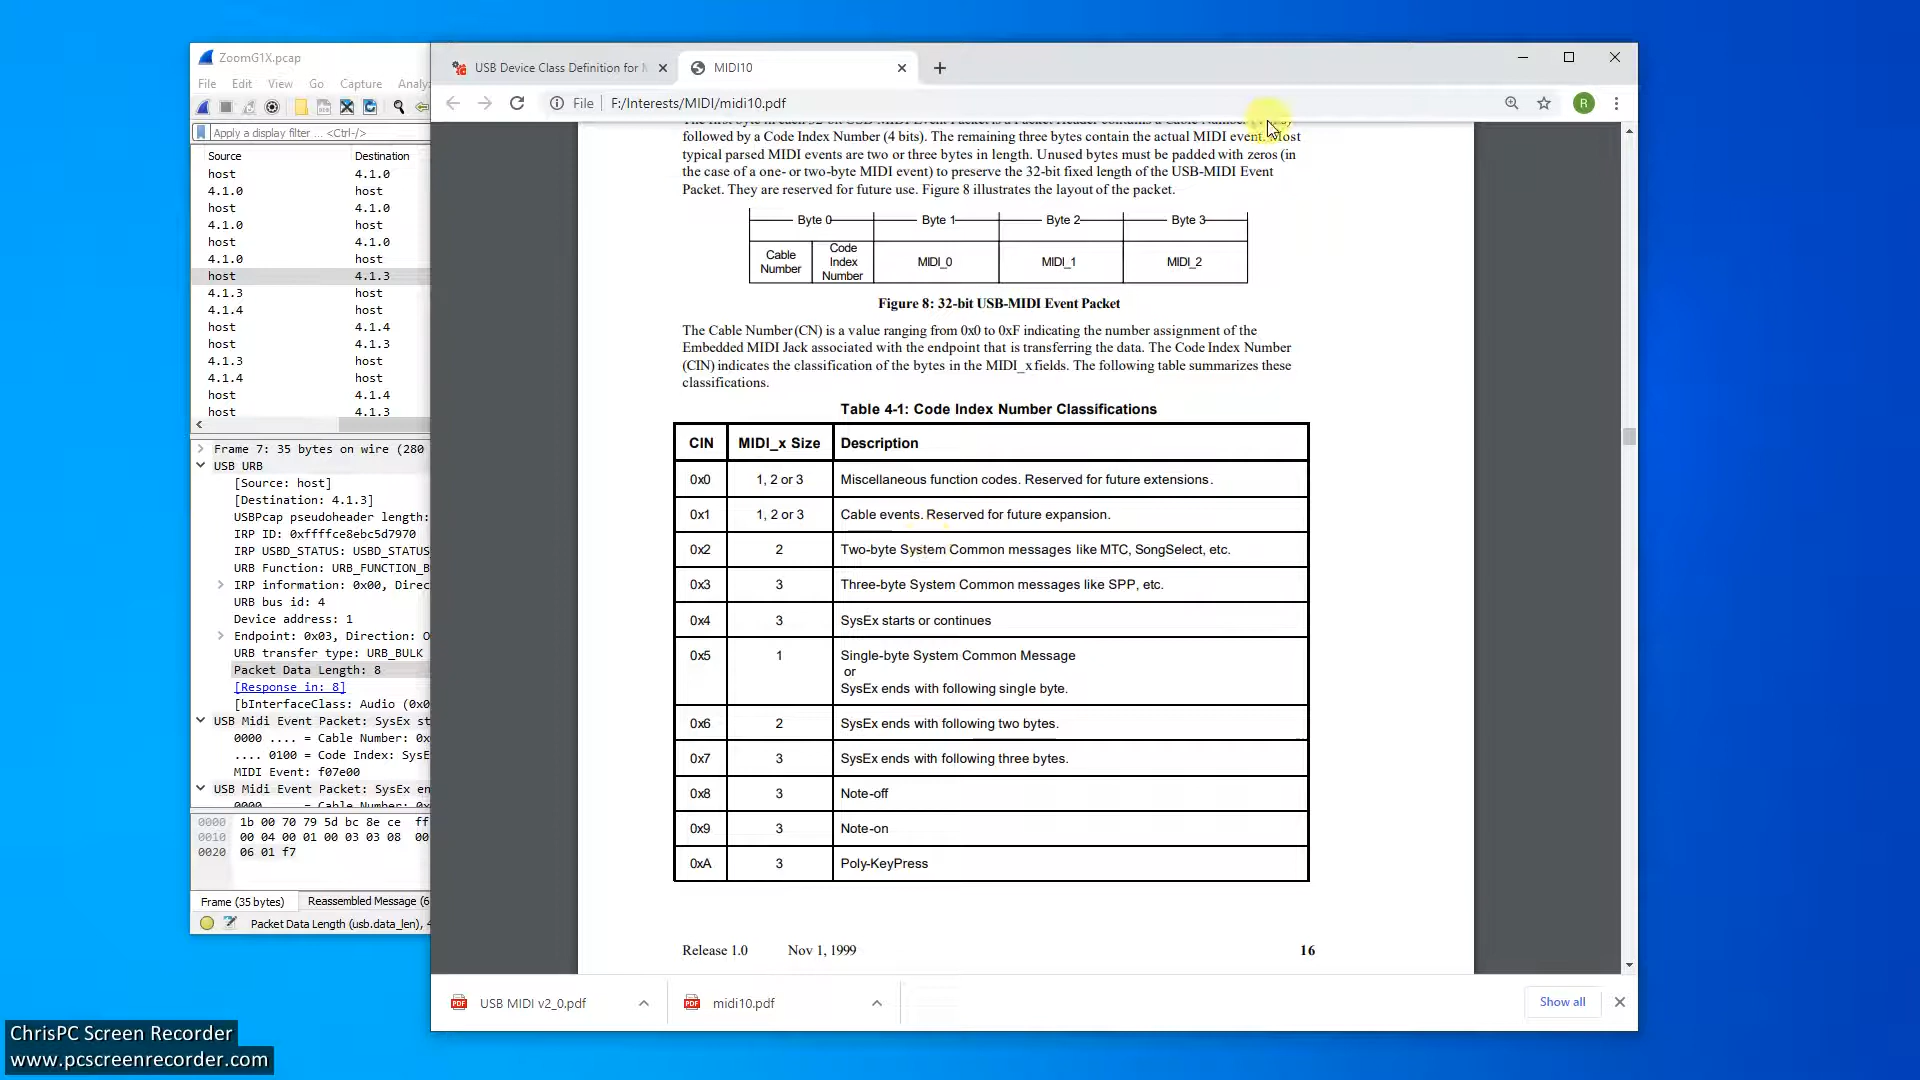 ZoomG1X.pcap
File Edit View Go Capture Analy
Apply a display filter ... <Ctrl-/>
Source Destination
host 4.1.0
4.1.0 host
host 4.1.0
4.1.0 host
host 4.1.0
4.1.0 host
host 4.1.3
4.1.3 host
4.1.4 host
host 4.1.4
host 4.1.3
4.1.3 host
4.1.4 host
host 4.1.4
host 4.1.3
Frame 7: 35 bytes on wire (280
USB URB
[Source: host]
[Destination: 4.1.3]
USBPcap pseudoheader length:
IRP ID: 0xffffce8ebc5d7970
IRP USBD_STATUS: USBD_STATUS
URB Function: URB_FUNCTION_B
IRP information: 0x00, Direc
URB bus id: 4
Device address: 1
Endpoint: 0x03, Direction: O
URB transfer type: URB_BULK
Packet Data Length: 8
[Response in: 8]
[bInterfaceClass: Audio (0x0
USB Midi Event Packet: SysEx st
0000 .... = Cable Number: 0x
.... 0100 = Code Index: SysE
MIDI Event: f07e00
USB Midi Event Packet: SysEx en
0000 .... = Cable Number: 0x
0000 1b 00 70 79 5d bc 8e ce ff
0010 00 04 00 01 00 03 03 08 00
0020 06 01 f7
Frame (35 bytes) Reassembled Message (6
Packet Data Length (usb.data_len), 4
USB Device Class Definition for M
MIDI10
File F:/Interests/MIDI/midi10.pdf
R
The first byte in each 32-bit USB-MIDI Event Packet is a Packet Header contains a Cable Number
followed by a Code Index Number (4 bits). The remaining three bytes contain the actual MIDI event. Most
typical parsed MIDI events are two or three bytes in length. Unused bytes must be padded with zeros (in
the case of a one- or two-byte MIDI event) to preserve the 32-bit fixed length of the USB-MIDI Event
Packet. They are reserved for future use. Figure 8 illustrates the layout of the packet.
Byte 0 Byte 1 Byte 2 Byte 3
Cable Number Code Index Number MIDI_0 MIDI_1 MIDI_2
Figure 8: 32-bit USB-MIDI Event Packet
The Cable Number (CN) is a value ranging from 0x0 to 0xF indicating the number assignment of the
Embedded MIDI Jack associated with the endpoint that is transferring the data. The Code Index Number
(CIN) indicates the classification of the bytes in the MIDI_x fields. The following table summarizes these
classifications.
Table 4-1: Code Index Number Classifications
CIN MIDI_x Size Description
0x0 1, 2 or 3 Miscellaneous function codes. Reserved for future extensions.
0x1 1, 2 or 3 Cable events. Reserved for future expansion.
0x2 2 Two-byte System Common messages like MTC, SongSelect, etc.
0x3 3 Three-byte System Common messages like SPP, etc.
0x4 3 SysEx starts or continues
0x5 1 Single-byte System Common Message
or
SysEx ends with following single byte.
0x6 2 SysEx ends with following two bytes.
0x7 3 SysEx ends with following three bytes.
0x8 3 Note-off
0x9 3 Note-on
0xA 3 Poly-KeyPress
Release 1.0 Nov 1, 1999 16
USB MIDI v2_0.pdf
midi10.pdf
Show all
ChrisPC Screen Recorder
www.pcscreenrecorder.com